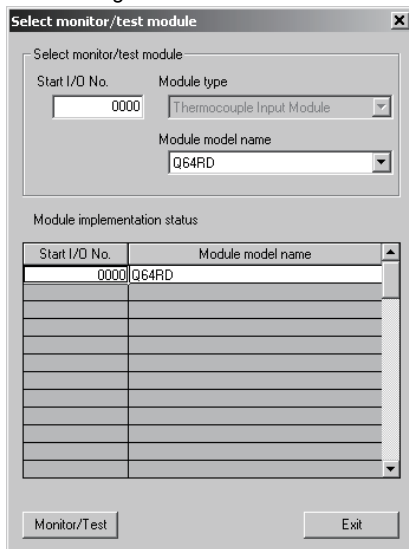 Select monitor/test module
Select monitor/test module
Start I/O No. Module type
0000 Thermocouple Input Module
Module model name
Q64RD
Module implementation status
Start I/O No. Module model name
0000 Q64RD
Monitor/Test Exit